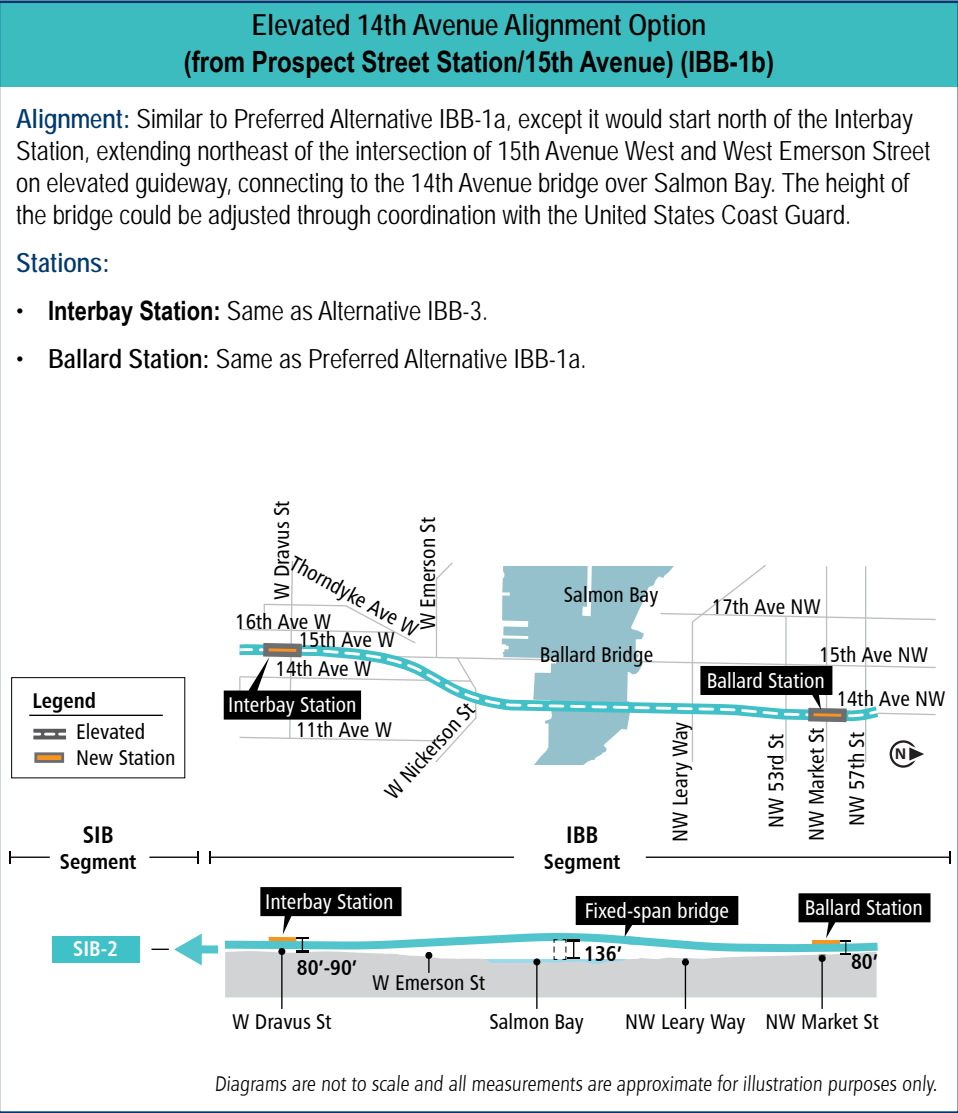 Elevated 14th Avenue Alignment Option
(from Prospect Street Station/15th Avenue) (IBB-1b)
Alignment: Similar to Preferred Alternative IBB-1a, except it would start north of the Interbay
Station, extending northeast of the intersection of 15th Avenue West and West Emerson Street
on elevated guideway, connecting to the 14th Avenue bridge over Salmon Bay. The height of
the bridge could be adjusted through coordination with the United States Coast Guard.
Stations:
• Interbay Station: Same as Alternative IBB-3.
• Ballard Station: Same as Preferred Alternative IBB-1a.
W Dravus St
Thorndyke Ave W
W Emerson St
Salmon Bay
17th Ave NW
16th Ave W
15th Ave W
Ballard Bridge
15th Ave NW
14th Ave W
Ballard Station
14th Ave NW
Interbay Station
11th Ave W
W Nickerson St
NW Leary Way
NW 53rd St
NW Market St
NW 57th St
N
Legend
Elevated
New Station
SIB
Segment
IBB
Segment
Interbay Station
Fixed-span bridge
Ballard Station
SIB-2
80'-90'
136'
80'
W Emerson St
W Dravus St
Salmon Bay
NW Leary Way
NW Market St
Diagrams are not to scale and all measurements are approximate for illustration purposes only.